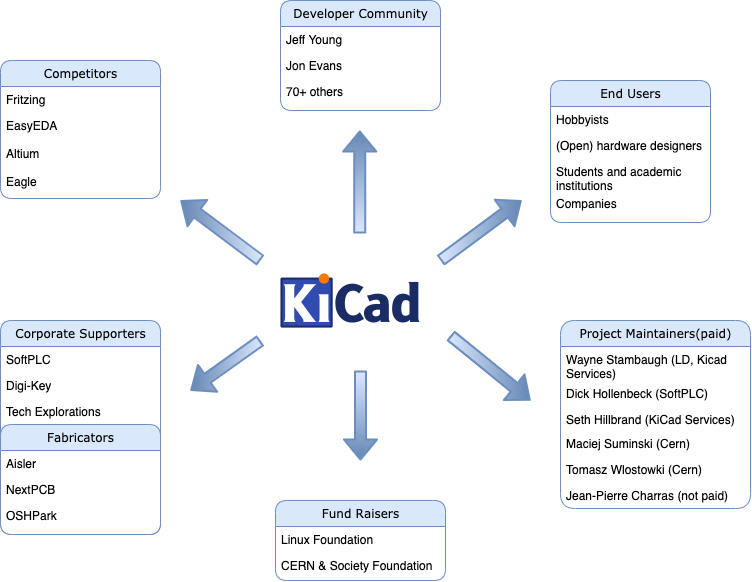 Developer Community
Jeff Young
Jon Evans
70+ others
Competitors
Fritzing
EasyEDA
Altium
Eagle
End Users
Hobbyists
(Open) hardware designers
Students and academic
institutions
Companies
KiCad
Corporate Supporters
SoftPLC
Digi-Key
Tech Explorations
Fabricators
Aisler
NextPCB
OSHPark
Project Maintainers(paid)
Wayne Stambaugh (LD, Kicad
Services)
Dick Hollenbeck (SoftPLC)
Seth Hillbrand (KiCad Services)
Maciej Suminski (Cern)
Tomasz Wlostowki (Cern)
Jean-Pierre Charras (not paid)
Fund Raisers
Linux Foundation
CERN & Society Foundation